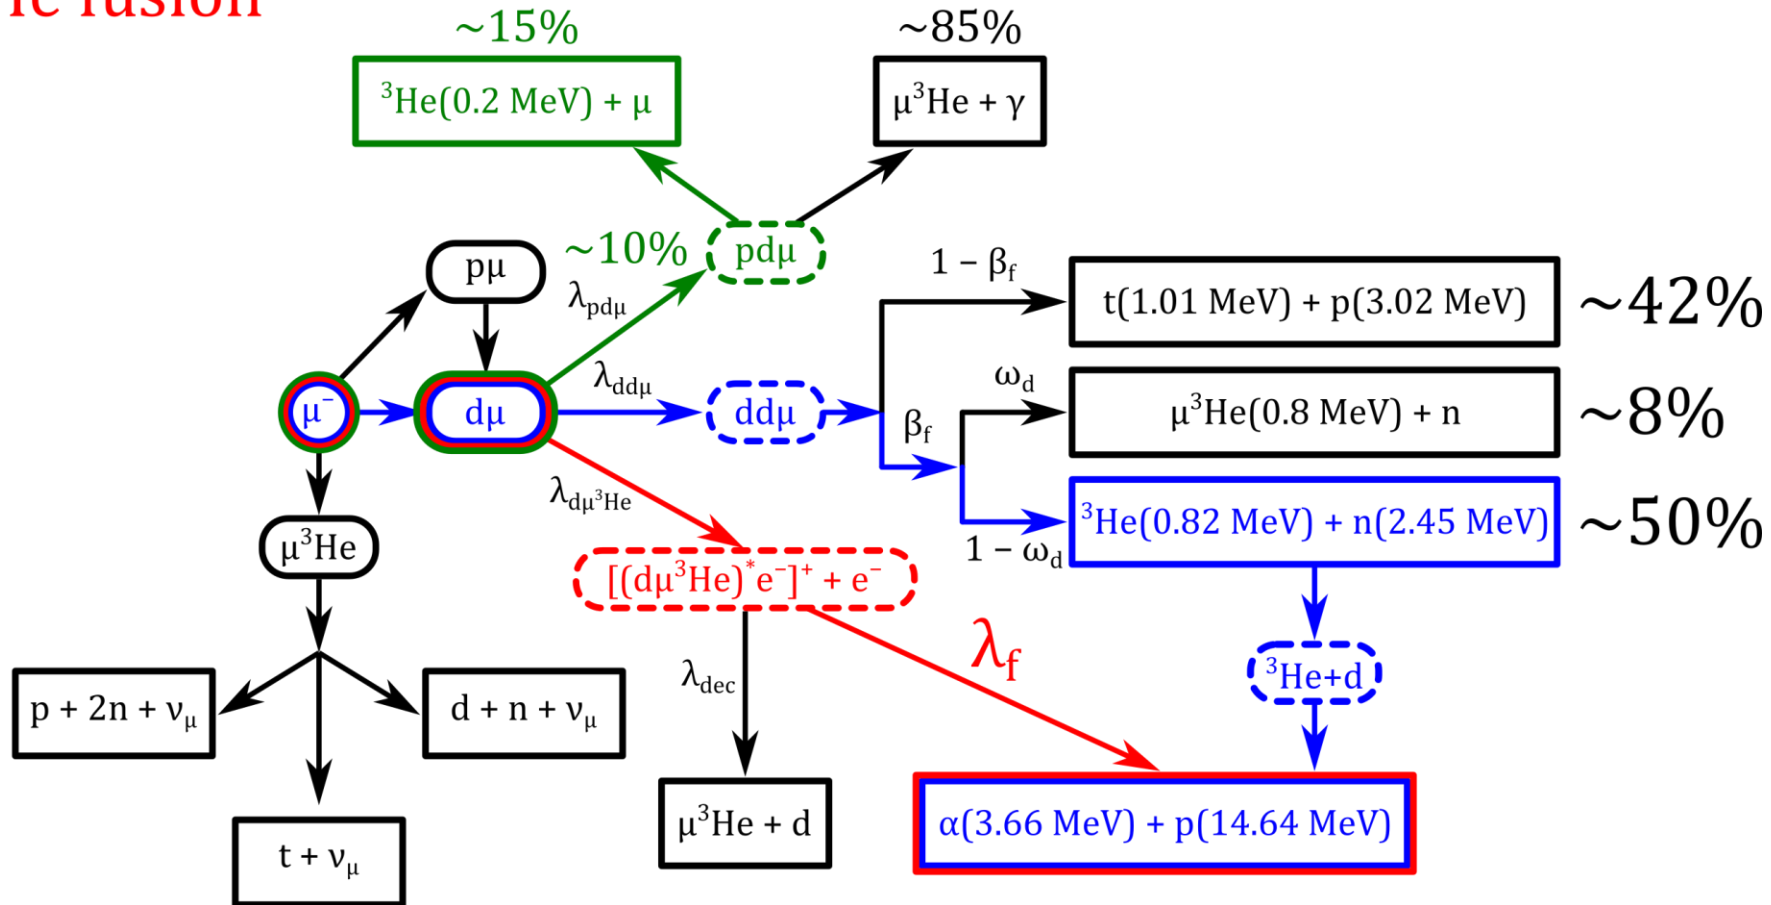 ic fusion
~15%
~85%
³He(0.2 MeV) + μ
μ³He + γ
~10%
pdμ
pμ
λpdμ
1 − βf
t(1.01 MeV) + p(3.02 MeV)
~42%
μ⁻
dμ
λddμ
ddμ
βf
ωd
μ³He(0.8 MeV) + n
~8%
λdμ³He
1 − ωd
³He(0.82 MeV) + n(2.45 MeV)
~50%
μ³He
[(dμ³He)*e⁻]⁺ + e⁻
λf
λdec
³He+d
p + 2n + νμ
d + n + νμ
t + νμ
μ³He + d
α(3.66 MeV) + p(14.64 MeV)